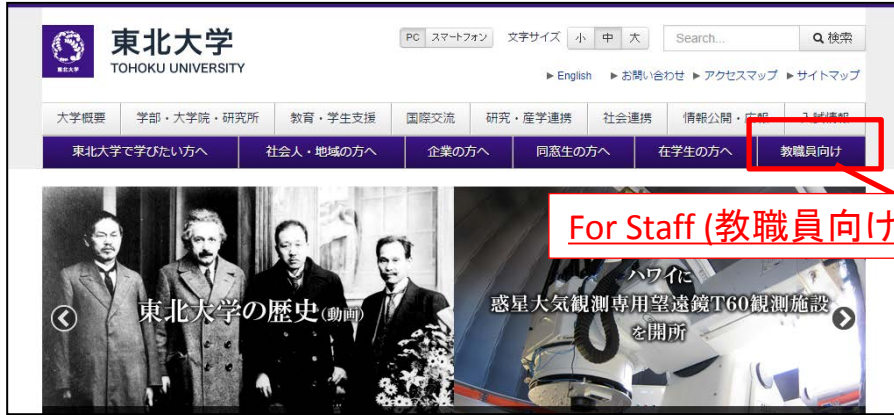 東北大学
TOHOKU UNIVERSITY
東北大学
PC スマートフォン 文字サイズ 小 中 大 Search... 検索
▶ English ▶ お問い合わせ ▶ アクセスマップ ▶ サイトマップ
大学概要 学部・大学院・研究所 教育・学生支援 国際交流 研究・産学連携 社会連携 情報公開・広報 入試情報
東北大学で学びたい方へ 社会人・地域の方へ 企業の方へ 同窓生の方へ 在学生の方へ 教職員向け
For Staff (教職員向け
東北大学の歴史(動画)
ハワイに
惑星大気観測専用望遠鏡T60観測施設
を開所